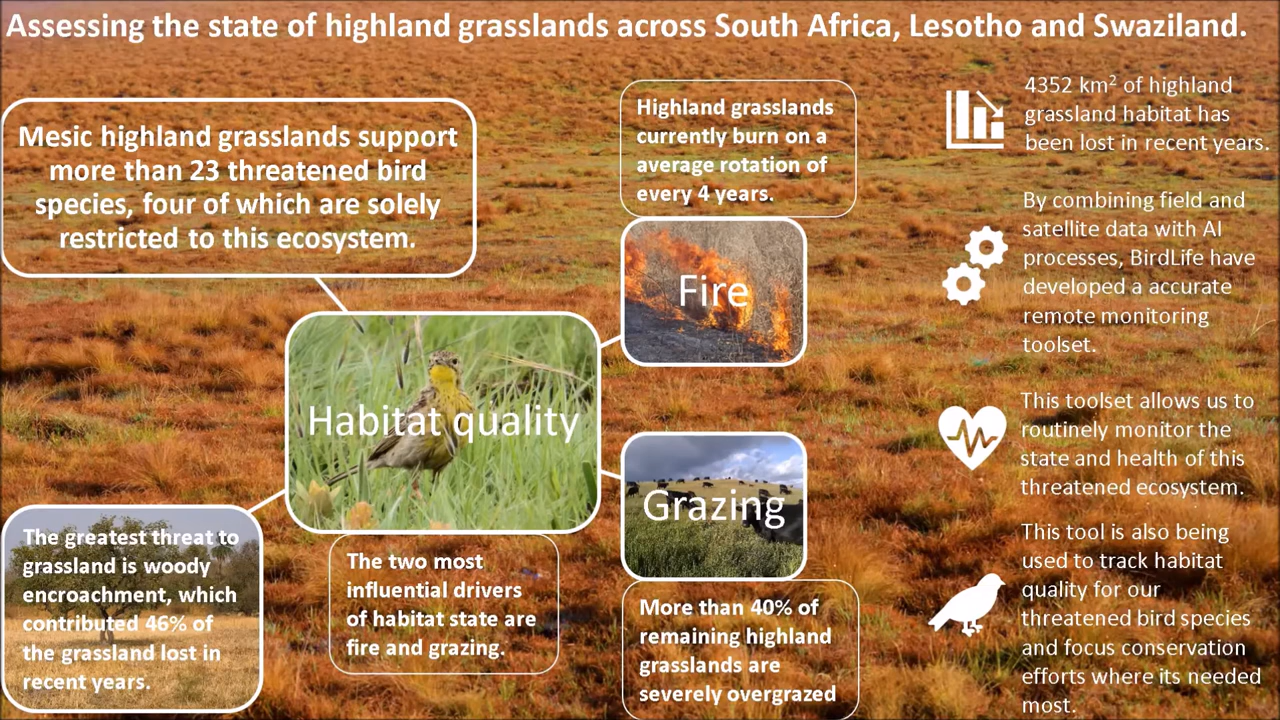 Assessing the state of highland grasslands across South Africa, Lesotho and Swaziland.
Mesic highland grasslands support
more than 23 threatened bird
species, four of which are solely
restricted to this ecosystem.
Habitat quality
The greatest threat to
grassland is woody
encroachment, which
contributed 46% of
the grassland lost in
recent years.
The two most
influential drivers
of habitat state are
fire and grazing.
Highland grasslands
currently burn on a
average rotation of
every 4 years.
Fire
Grazing
More than 40% of
remaining highland
grasslands are
severely overgrazed
4352 km² of highland
grassland habitat has
been lost in recent years.
By combining field and
satellite data with AI
processes, BirdLife have
developed a accurate
remote monitoring
toolset.
This toolset allows us to
routinely monitor the
state and health of this
threatened ecosystem.
This tool is also being
used to track habitat
quality for our
threatened bird species
and focus conservation
efforts where its needed
most.